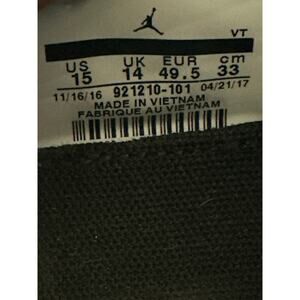 VT
US UK EUR cm
15 14 49.5 33
11/16/16 921210-101 04/21/17
MADE IN VIETNAM
FABRIQUE AU VIETNAM